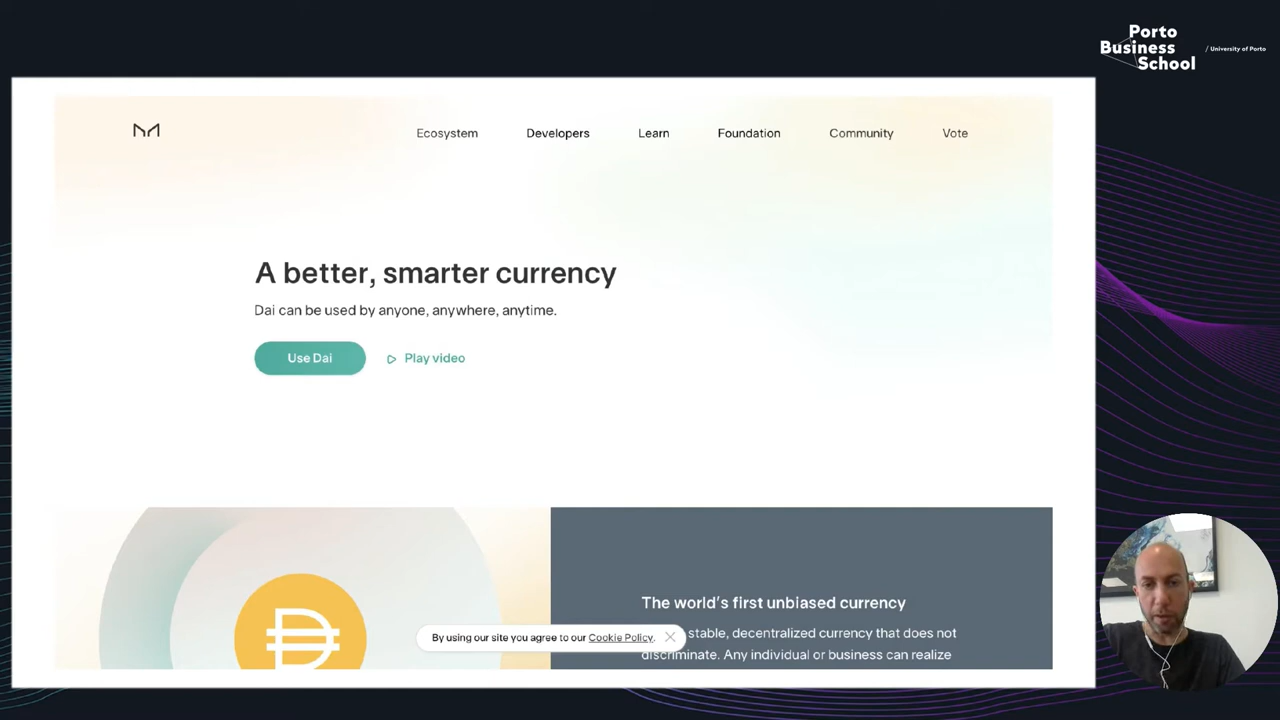 Porto
Business
School
/ University of Porto
Ecosystem
Developers
Learn
Foundation
Community
Vote
A better, smarter currency
Dai can be used by anyone, anywhere, anytime.
Use Dai
Play video
The world's first unbiased currency
stable, decentralized currency that does not
discriminate. Any individual or business can realize
By using our site you agree to our Cookie Policy.